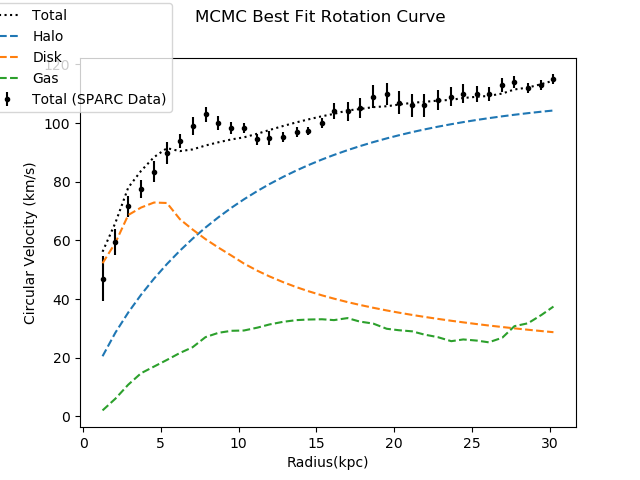 MCMC Best Fit Rotation Curve
Total
Halo
Disk
Gas
Total (SPARC Data)
120
100
80
60
40
20
0
Circular Velocity (km/s)
0 5 10 15 20 25 30
Radius(kpc)